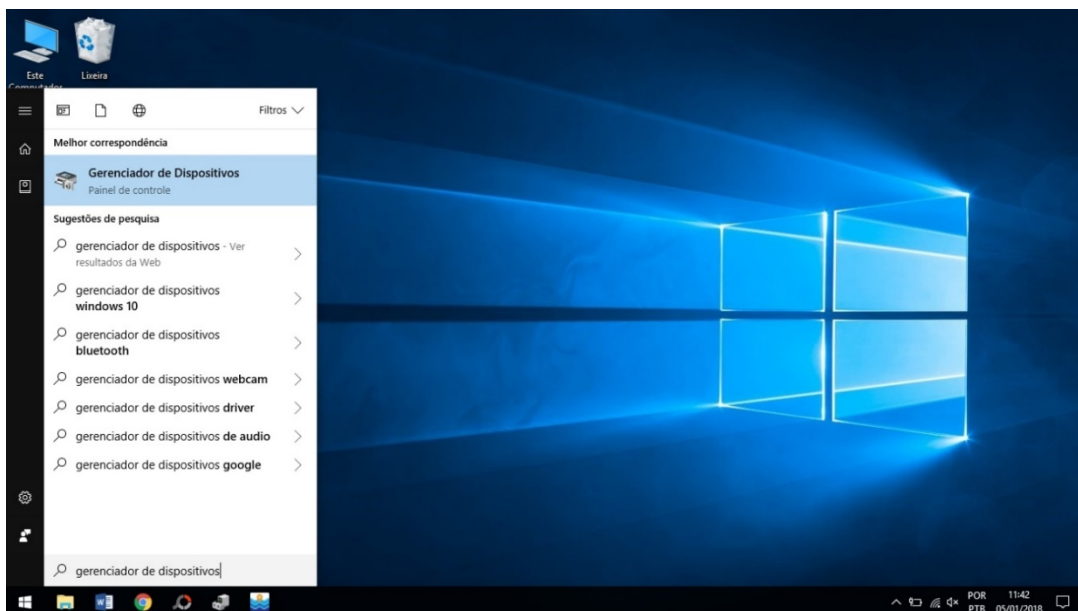 Este
Computador
Lixeira
Filtros
Melhor correspondência
Gerenciador de Dispositivos
Painel de controle
Sugestões de pesquisa
gerenciador de dispositivos - Ver
resultados da Web
gerenciador de dispositivos
windows 10
gerenciador de dispositivos
bluetooth
gerenciador de dispositivos webcam
gerenciador de dispositivos driver
gerenciador de dispositivos de audio
gerenciador de dispositivos google
gerenciador de dispositivos
POR 11:42
PTB 05/01/2018